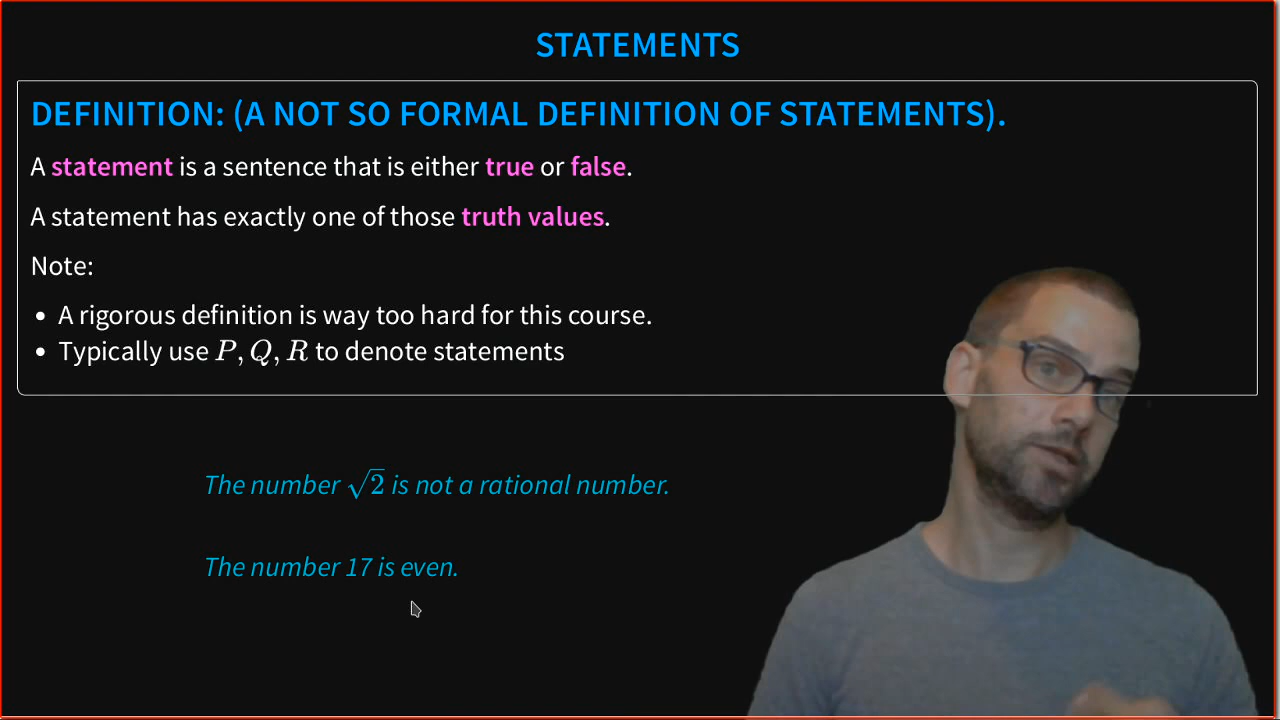 STATEMENTS
DEFINITION: (A NOT SO FORMAL DEFINITION OF STATEMENTS).
A statement is a sentence that is either true or false.
A statement has exactly one of those truth values.
Note:
• A rigorous definition is way too hard for this course.
• Typically use P, Q, R to denote statements
The number √2 is not a rational number.
The number 17 is even.